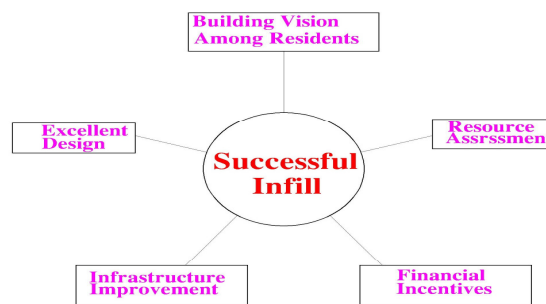 Building Vision
Among Residents
Excellent
Design
Resource
Assrssmen
Successful
Infill
Infrastructure
Improvement
Financial
Incentives